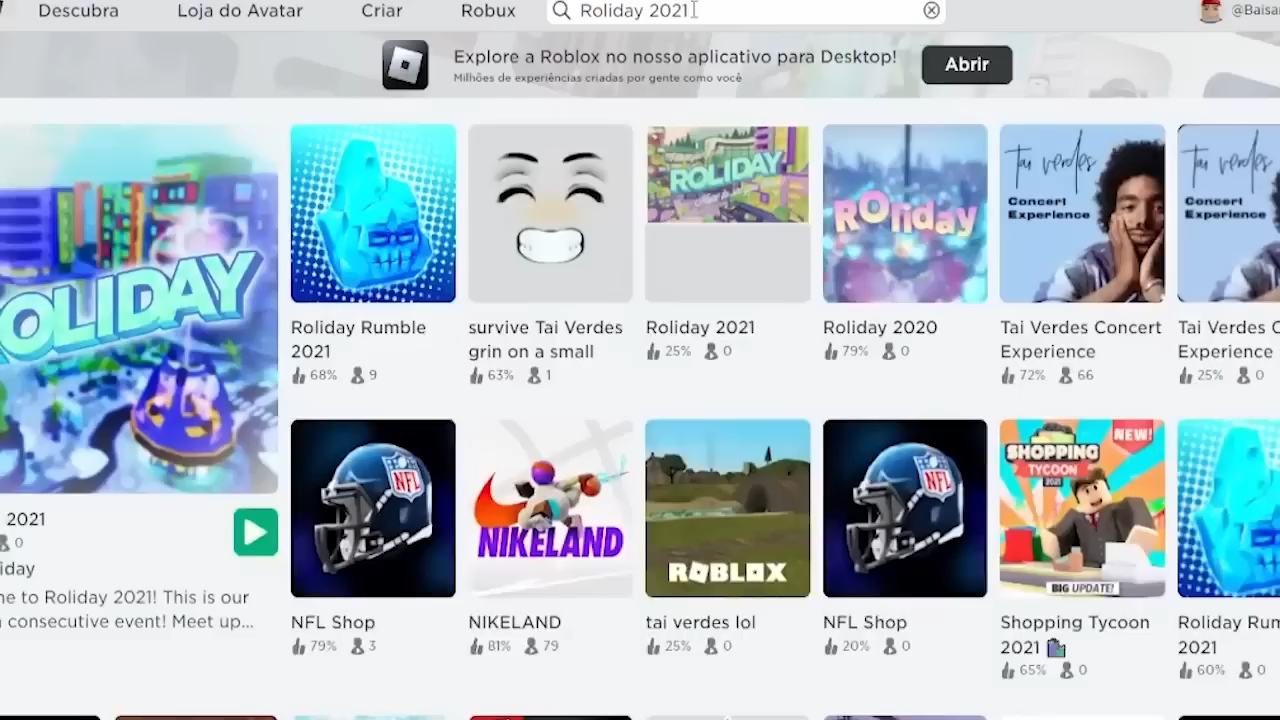 Descubra
Loja do Avatar
Criar
Robux
Roliday 2021
@Baisa
Explore a Roblox no nosso aplicativo para Desktop!
Milhões de experiências criadas por gente como você
Abrir
OLIDAY
ROLIDAY
ROliday
Tai verdes
Concert
Experience
Tai verdes
Concert
Experience
Roliday Rumble
2021
68% 9
survive Tai Verdes
grin on a small
63% 1
Roliday 2021
25% 0
Roliday 2020
79% 0
Tai Verdes Concert
Experience
72% 66
Tai Verdes C
Experience
25% 0
2021
0
iday
ne to Roliday 2021! This is our
consecutive event! Meet up...
NFL
NIKELAND
ROBLOX
NFL
NEW!
SHOPPING
TYCOON
2021
BIG UPDATE!
NFL Shop
79% 3
NIKELAND
81% 79
tai verdes lol
25% 0
NFL Shop
20% 0
Shopping Tycoon
2021
65% 0
Roliday Rum
2021
60% 0